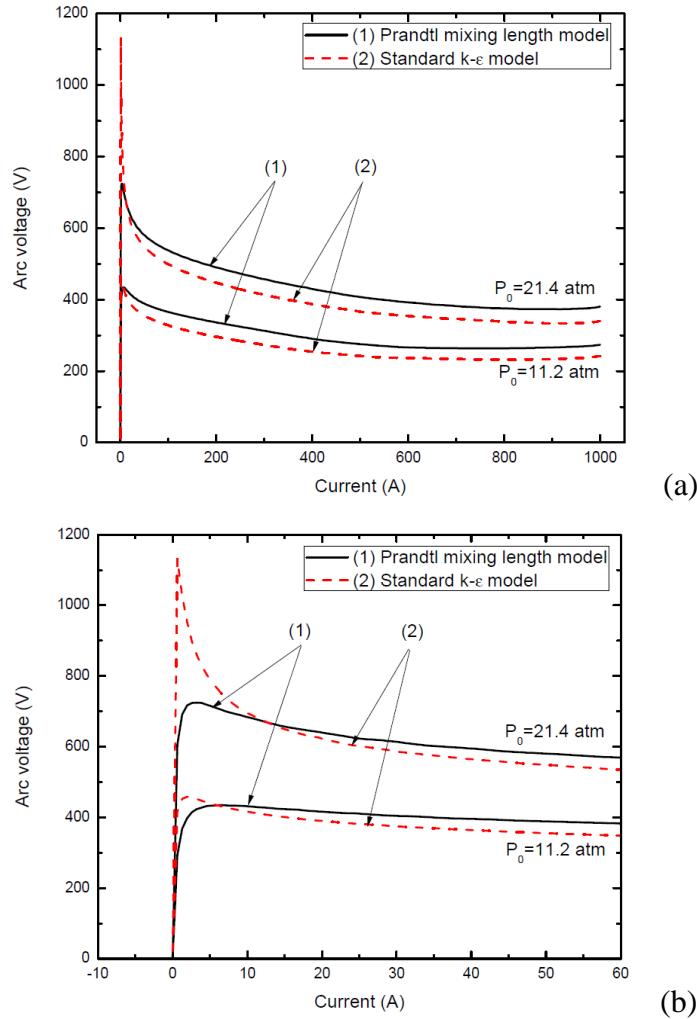 1200
1000
800
600
400
200
0
Arc voltage (V)
(1) Prandtl mixing length model
(2) Standard k-ε model
(1)
(2)
P₀=21.4 atm
P₀=11.2 atm
0 200 400 600 800 1000
Current (A)
(a)
1200
1000
800
600
400
200
0
Arc voltage (V)
(1) Prandtl mixing length model
(2) Standard k-ε model
(1)
(2)
P₀=21.4 atm
P₀=11.2 atm
-10 0 10 20 30 40 50 60
Current (A)
(b)